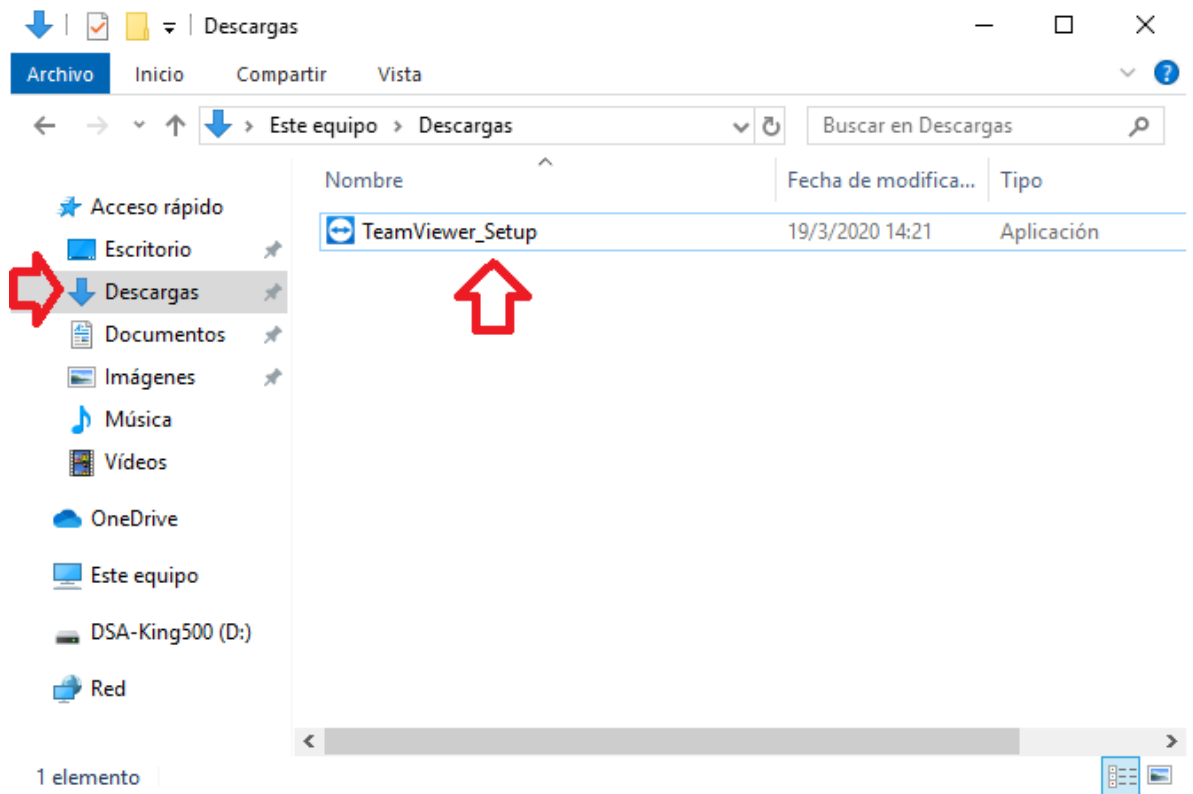 Descargas
Archivo Inicio Compartir Vista
Este equipo Descargas Buscar en Descargas
Nombre Fecha de modifica... Tipo
Acceso rápido
TeamViewer_Setup 19/3/2020 14:21 Aplicación
Escritorio
Descargas
Documentos
Imágenes
Música
Vídeos
OneDrive
Este equipo
DSA-King500 (D:)
Red
1 elemento